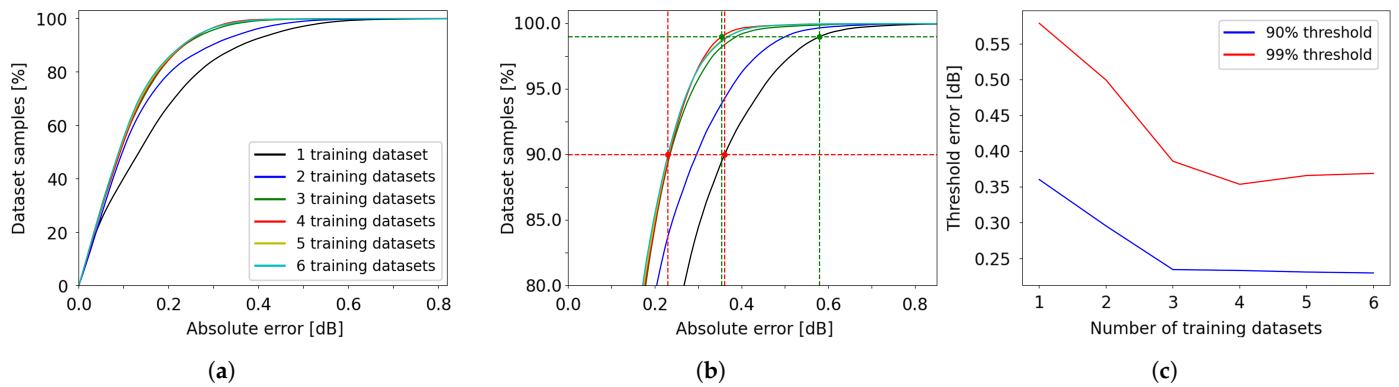 100
80
60
40
20
0
Dataset samples [%]
0.0
0.2
0.4
0.6
0.8
Absolute error [dB]
1 training dataset
2 training datasets
3 training datasets
4 training datasets
5 training datasets
6 training datasets
(a)
100.0
95.0
90.0
85.0
80.0
Dataset samples [%]
0.0
0.2
0.4
0.6
0.8
Absolute error [dB]
(b)
0.55
0.50
0.45
0.40
0.35
0.30
0.25
Threshold error [dB]
90% threshold
99% threshold
1
2
3
4
5
6
Number of training datasets
(c)